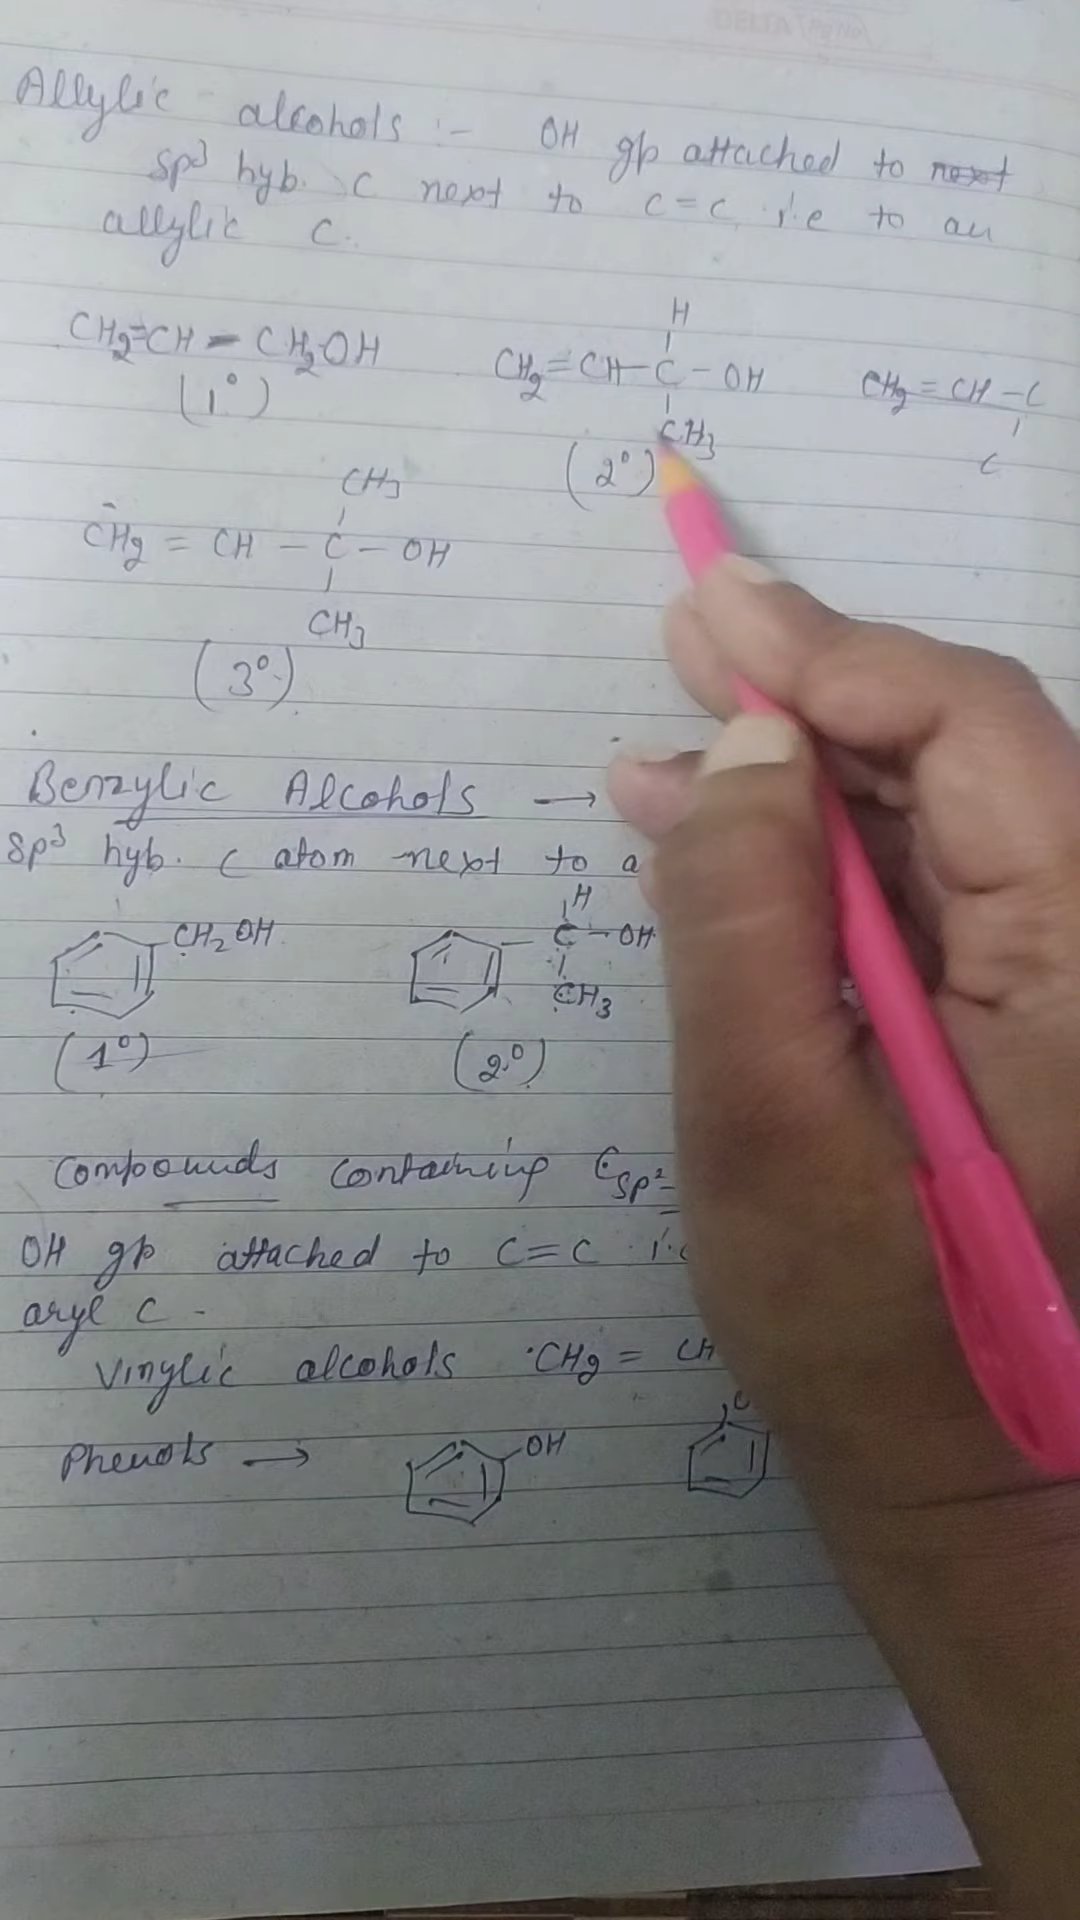 Allylic alcohols :- OH gp attached to next
sp3 hyb. C next to C=C i.e to an
allylic C.
CH2=CH-CH2OH
(1°)
H
CH2=CH-C-OH
CH3
(2°)
CH2=CH-C
C
CH3
CH2=CH-C-OH
CH3
(3°)
Benzylic Alcohols →
sp3 hyb. C atom next to a
CH2OH
(1°)
H
C-OH
CH3
(2°)
Compounds containing Csp2-
OH gp attached to C=C i.e
aryl C-
Vinylic alcohols CH2=CH
Phenols → OH